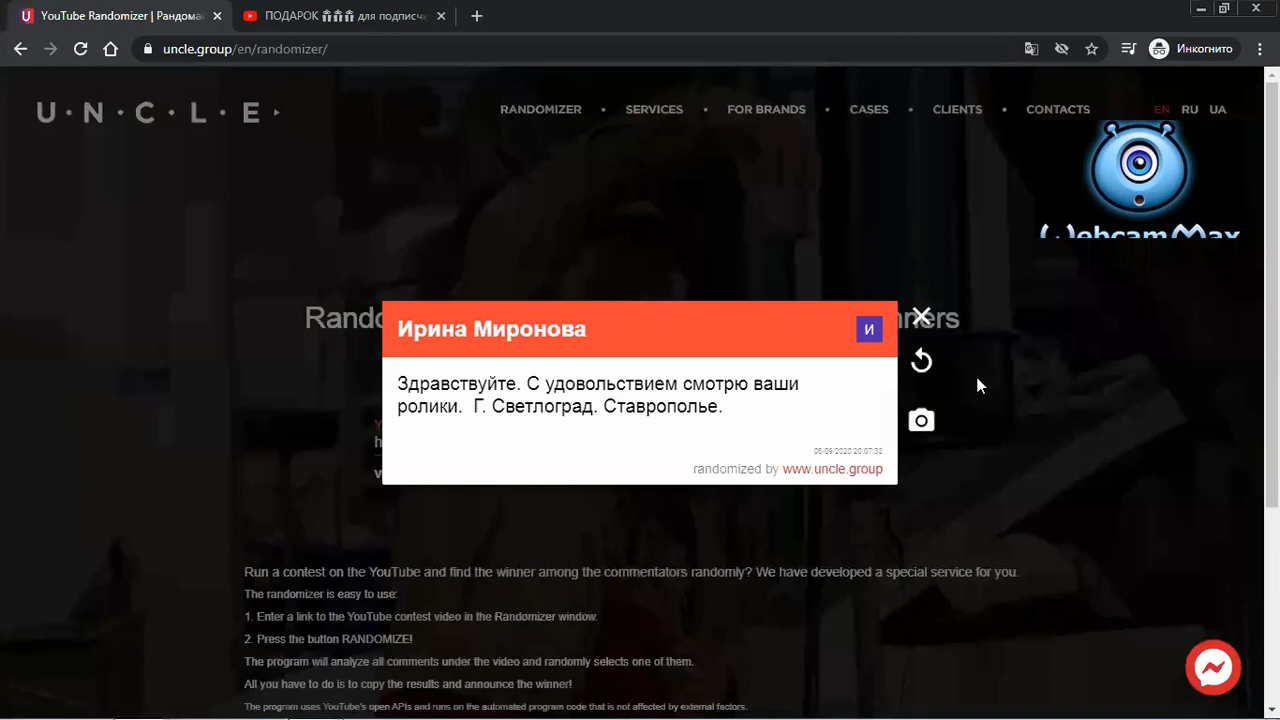 YouTube Randomizer | Рандома
ПОДАРОК для подписч
uncle.group/en/randomizer/
Инкогнито
U·N·C·L·E·
RANDOMIZER • SERVICES • FOR BRANDS • CASES • CLIENTS • CONTACTS
EN RU UA
WebcamMax
Ирина Миронова
И
Здравствуйте. С удовольствием смотрю ваши
ролики. Г. Светлоград. Ставрополье.
08/09/2020 20:07:32
randomized by www.uncle.group
Run a contest on the YouTube and find the winner among the commentators randomly? We have developed a special service for you.
The randomizer is easy to use:
1. Enter a link to the YouTube contest video in the Randomizer window.
2. Press the button RANDOMIZE!
The program will analyze all comments under the video and randomly selects one of them.
All you have to do is to copy the results and announce the winner!
The program uses YouTube's open APIs and runs on the automated program code that is not affected by external factors.